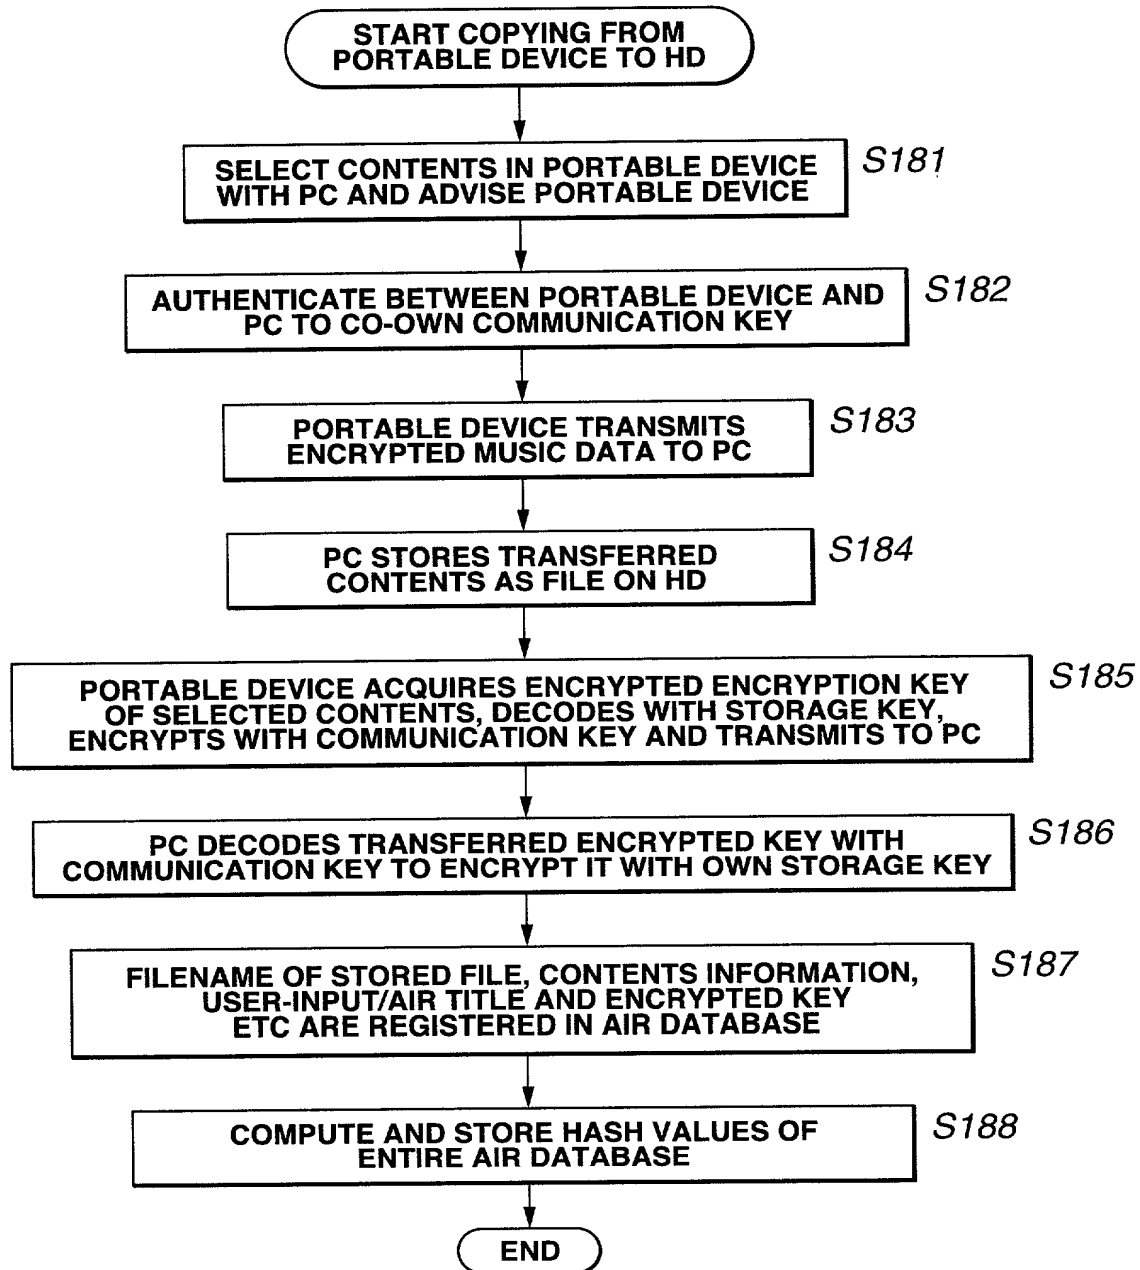 START COPYING FROM
PORTABLE DEVICE TO HD
SELECT CONTENTS IN PORTABLE DEVICE
WITH PC AND ADVISE PORTABLE DEVICE
S181
AUTHENTICATE BETWEEN PORTABLE DEVICE AND
PC TO CO-OWN COMMUNICATION KEY
S182
PORTABLE DEVICE TRANSMITS
ENCRYPTED MUSIC DATA TO PC
S183
PC STORES TRANSFERRED
CONTENTS AS FILE ON HD
S184
PORTABLE DEVICE ACQUIRES ENCRYPTED ENCRYPTION KEY
OF SELECTED CONTENTS, DECODES WITH STORAGE KEY,
ENCRYPTS WITH COMMUNICATION KEY AND TRANSMITS TO PC
S185
PC DECODES TRANSFERRED ENCRYPTED KEY WITH
COMMUNICATION KEY TO ENCRYPT IT WITH OWN STORAGE KEY
S186
FILENAME OF STORED FILE, CONTENTS INFORMATION,
USER-INPUT/AIR TITLE AND ENCRYPTED KEY
ETC ARE REGISTERED IN AIR DATABASE
S187
COMPUTE AND STORE HASH VALUES OF
ENTIRE AIR DATABASE
S188
END